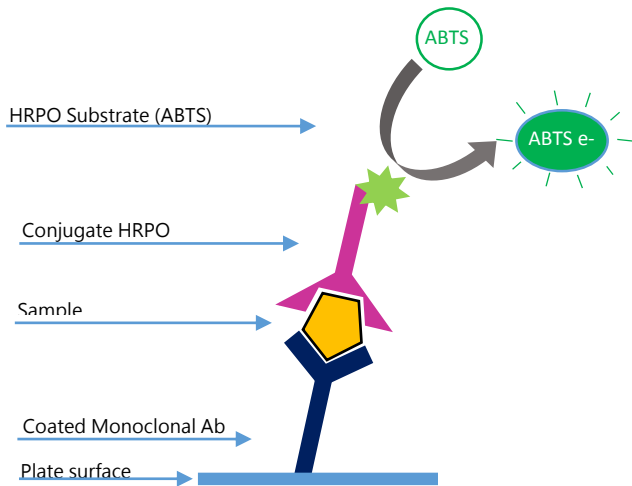 ABTS
HRPO Substrate (ABTS)
ABTS e-
Conjugate HRPO
Sample
Coated Monoclonal Ab
Plate surface